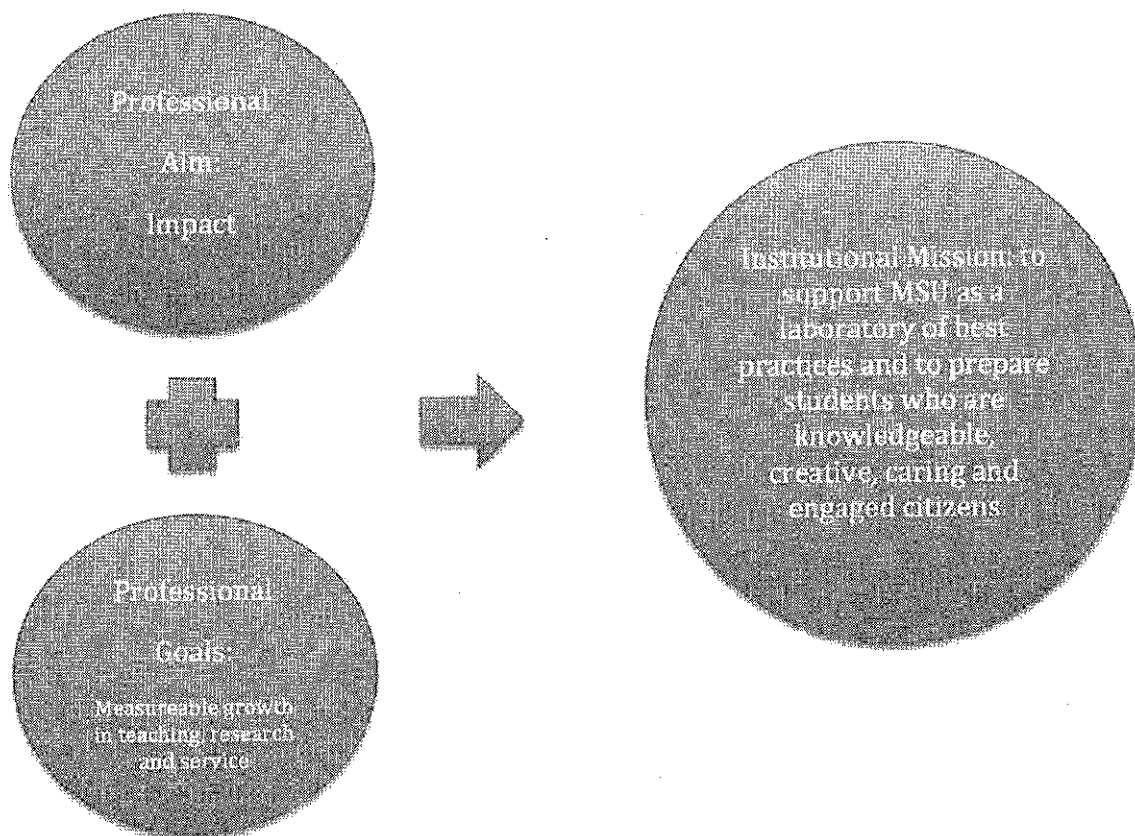 Professional
Aim:
Impact
Institutional Mission: to
support MSU as a
laboratory of best
practices and to prepare
students who are
knowledgeable,
creative, caring and
engaged citizens
Professional
Goals:
Measureable growth
in teaching, research
and service